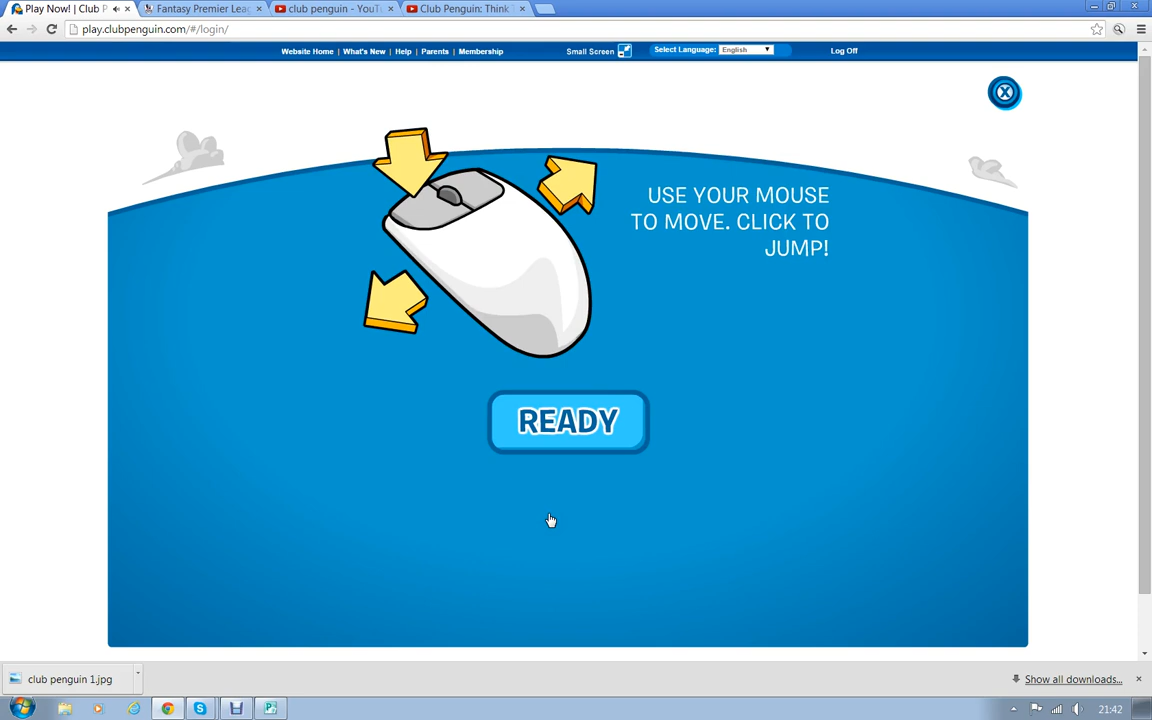 Play Now! | Club P
Fantasy Premier Lea
club penguin - YouT
Club Penguin: Think
play.clubpenguin.com/#/login/
Website Home | What's New | Help | Parents | Membership
Small Screen
Select Language: English
Log Off
X
USE YOUR MOUSE
TO MOVE. CLICK TO
JUMP!
READY
club penguin 1.jpg
Show all downloads...
21:42